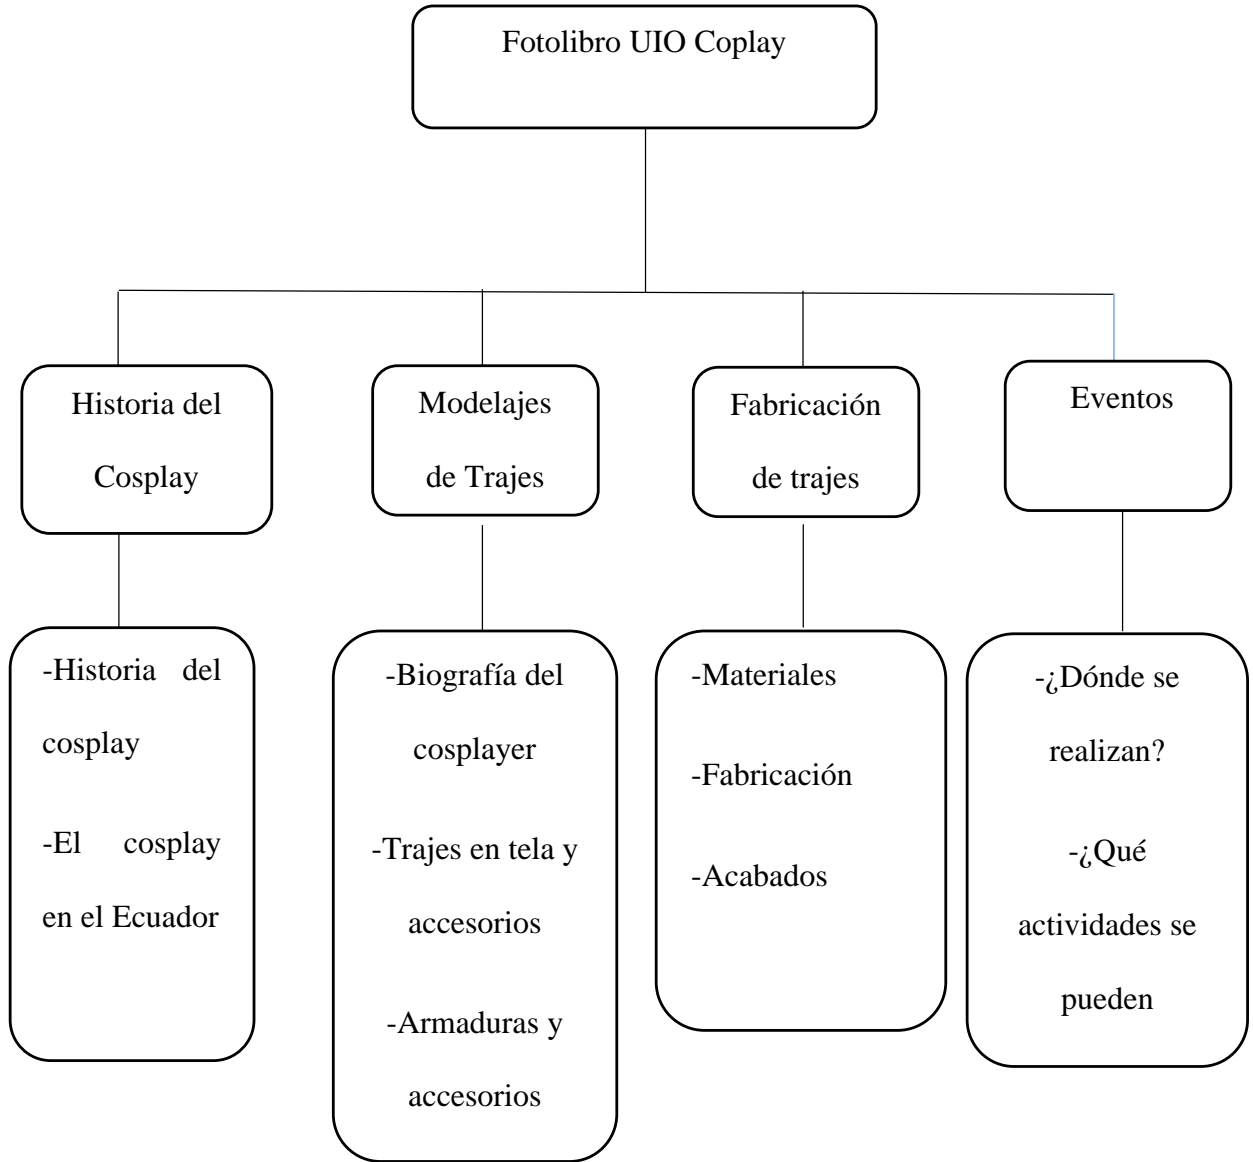 Fotolibro UIO Coplay
Historia del
Cosplay
Modelajes
de Trajes
Fabricación
de trajes
Eventos
-Historia del
cosplay
-El cosplay
en el Ecuador
-Biografía del
cosplayer
-Trajes en tela y
accesorios
-Armaduras y
accesorios
-Materiales
-Fabricación
-Acabados
-¿Dónde se
realizan?
-¿Qué
actividades se
pueden